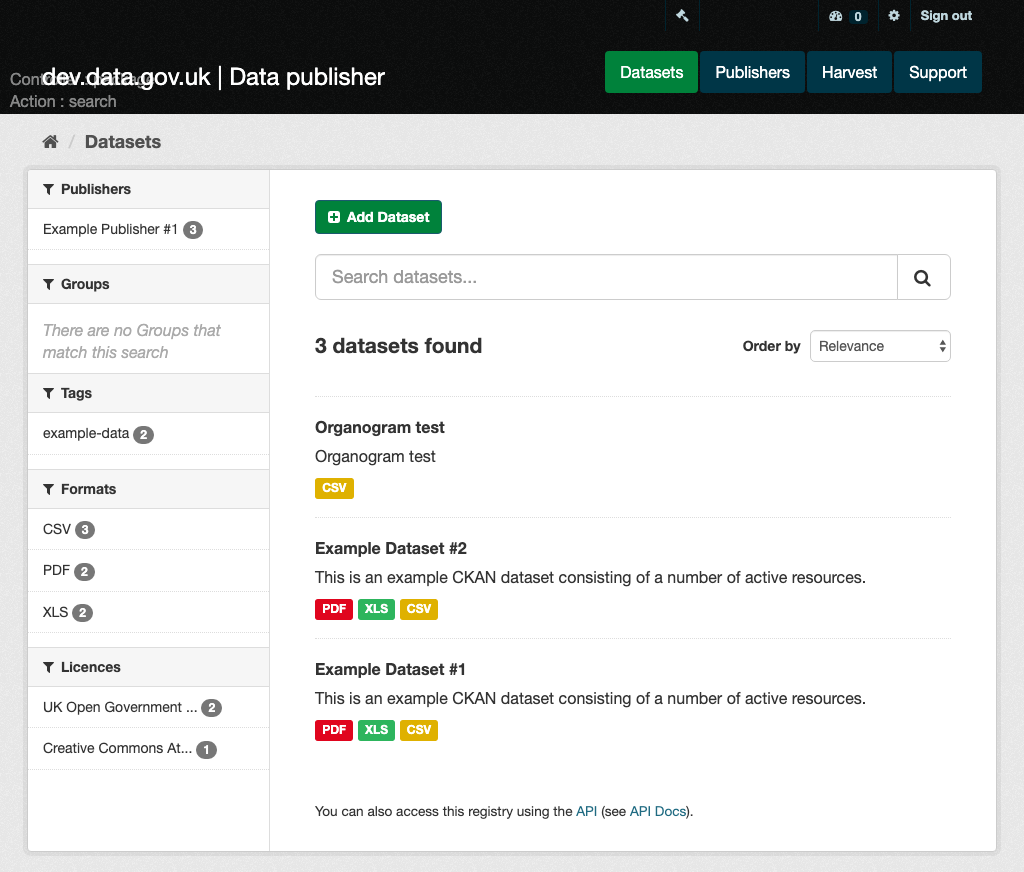 0
Sign out
Controller : package
Action : search
dev.data.gov.uk | Data publisher
Datasets
Publishers
Harvest
Support
/ Datasets
Publishers
Example Publisher #1 3
Groups
There are no Groups that
match this search
Tags
example-data 2
Formats
CSV 3
PDF 2
XLS 2
Licences
UK Open Government ... 2
Creative Commons At... 1
Add Dataset
Search datasets...
3 datasets found
Order by Relevance
Organogram test
Organogram test
CSV
Example Dataset #2
This is an example CKAN dataset consisting of a number of active resources.
PDF XLS CSV
Example Dataset #1
This is an example CKAN dataset consisting of a number of active resources.
PDF XLS CSV
You can also access this registry using the API (see API Docs).